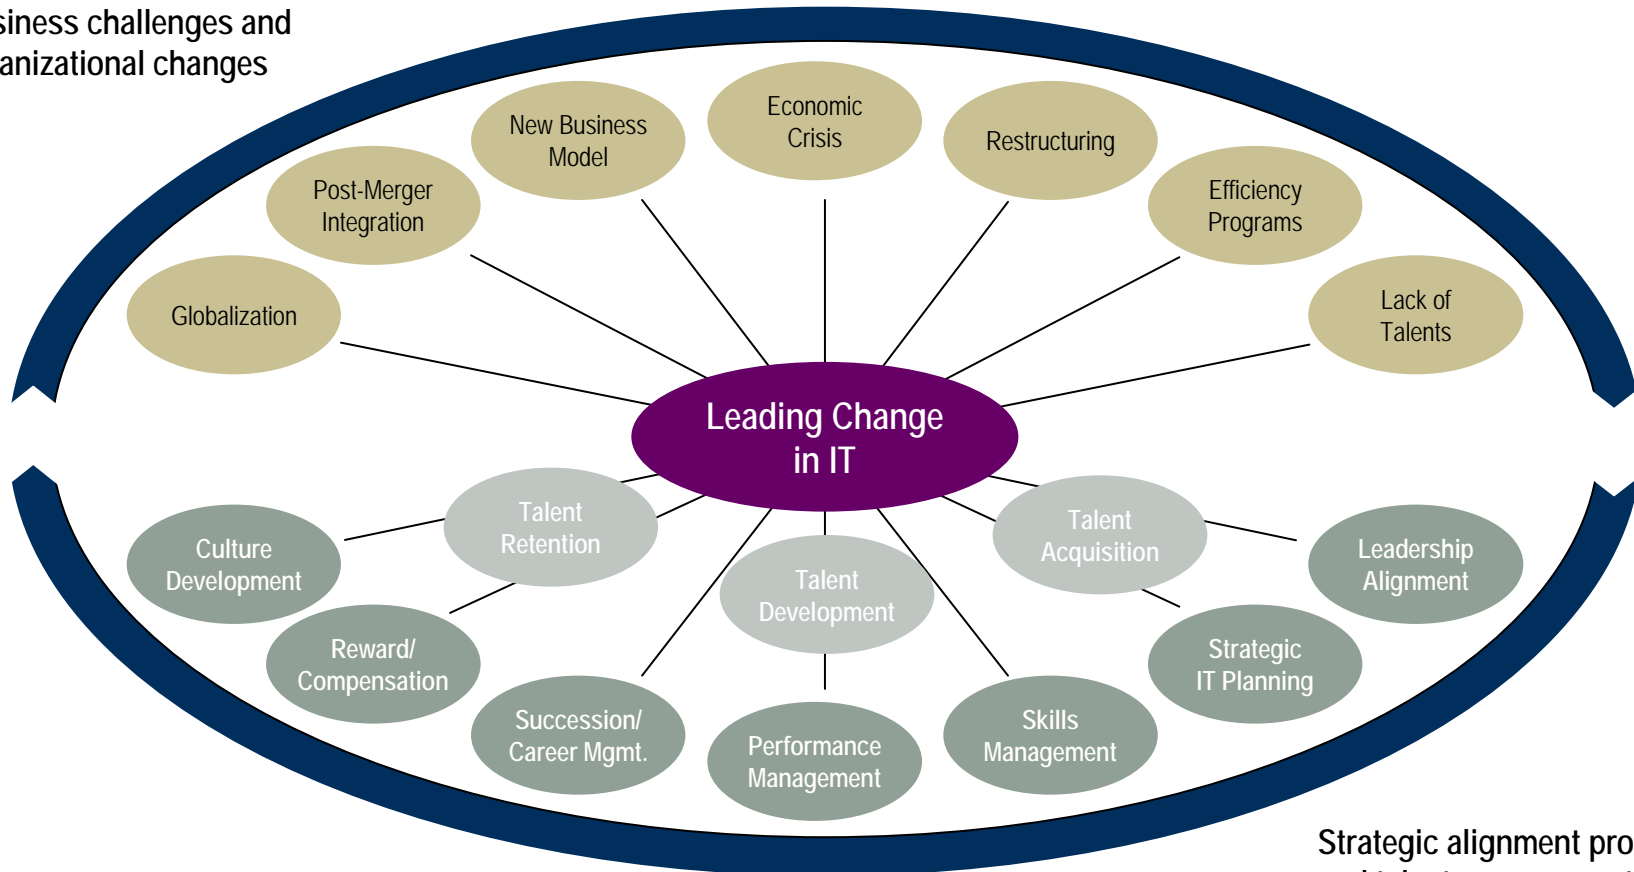 siness challenges and
anizational changes
Economic
Crisis
New Business
Model
Restructuring
Post-Merger
Integration
Efficiency
Programs
Globalization
Lack of
Talents
Leading Change
in IT
Talent
Retention
Talent
Acquisition
Talent
Development
Culture
Development
Leadership
Alignment
Reward/
Compensation
Strategic
IT Planning
Succession/
Career Mgmt.
Performance
Management
Skills
Management
Strategic alignment pro